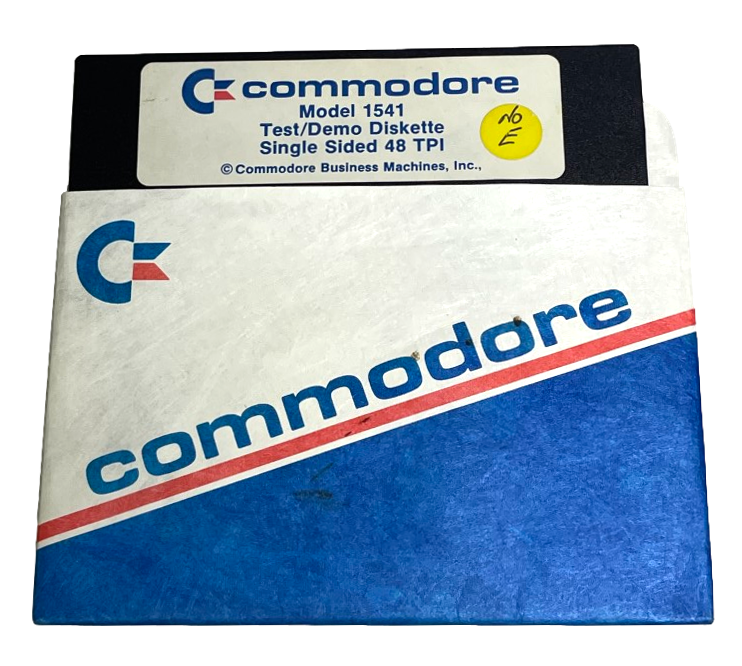 commodore
Model 1541
Test/Demo Diskette
Single Sided 48 TPI
© Commodore Business Machines, Inc.,
NO
E
commodore